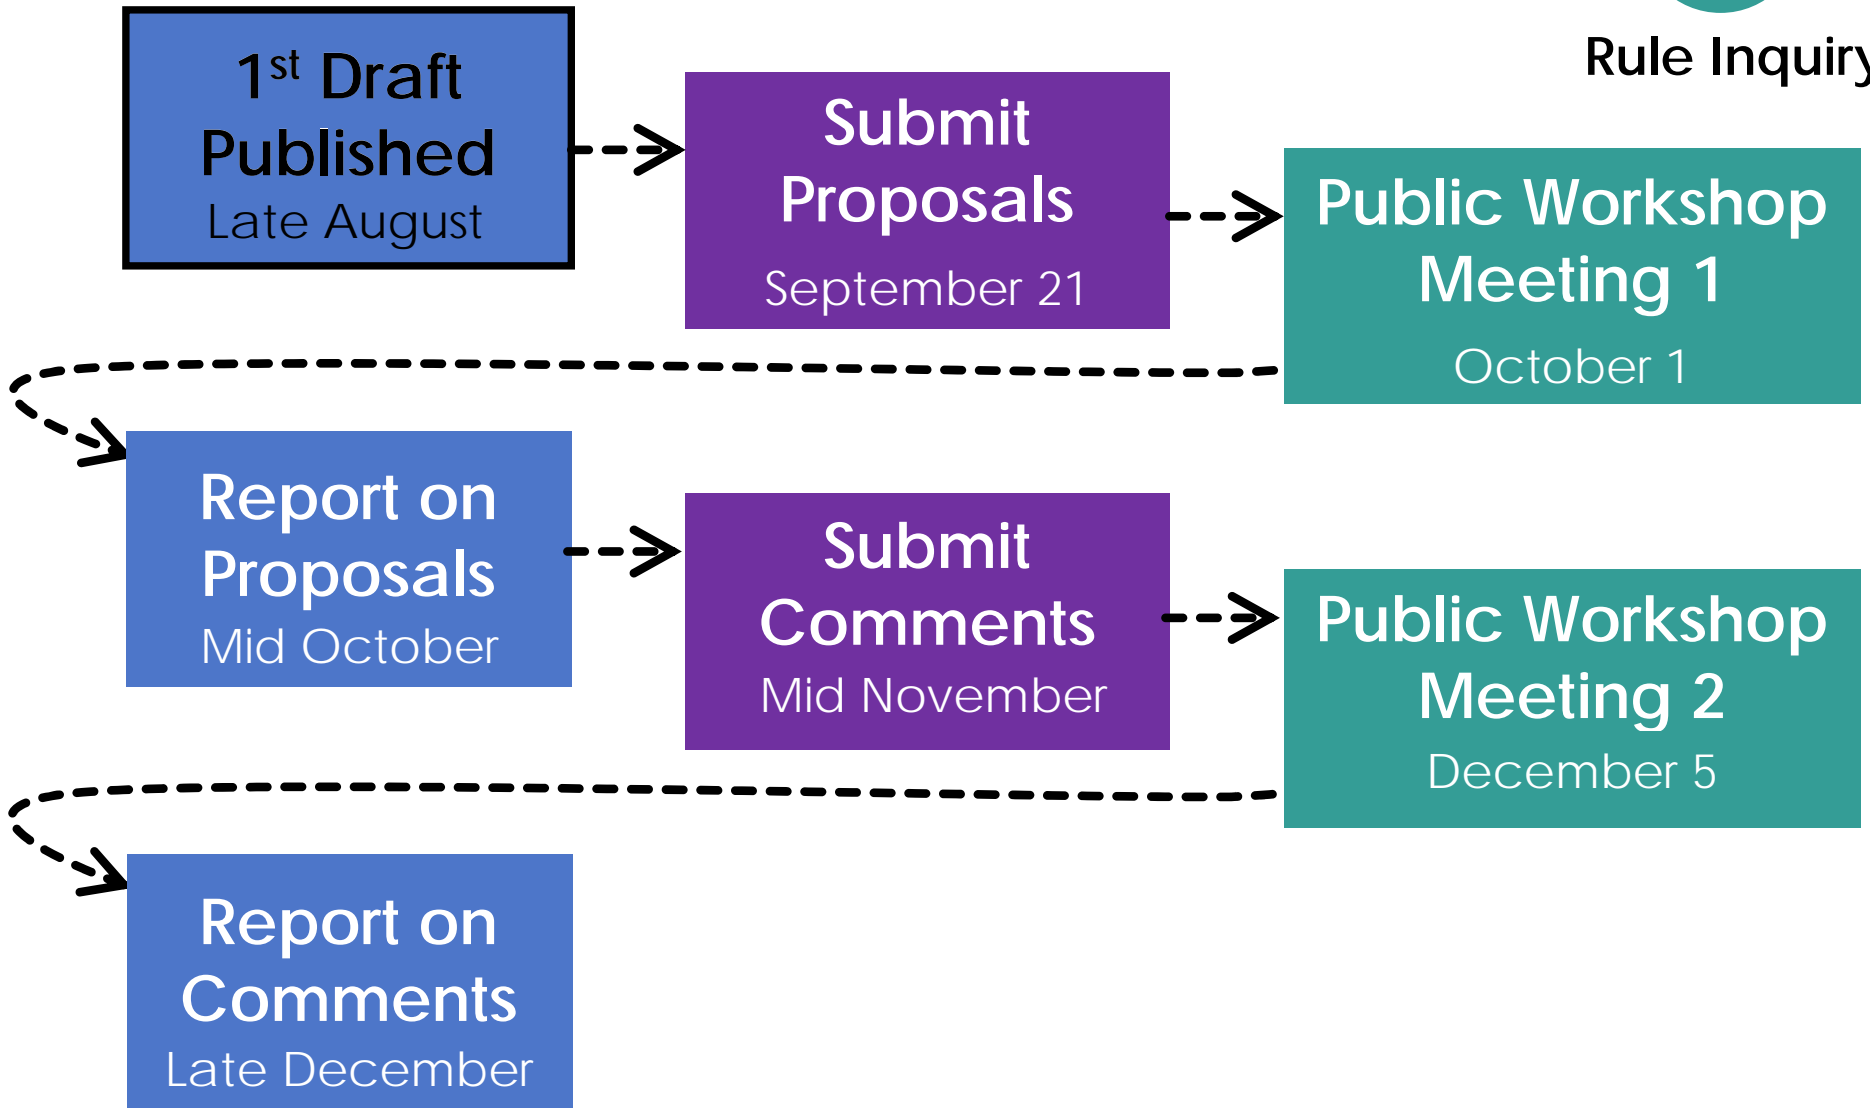 Rule Inquiry
1st Draft
Published
Late August
Submit
Proposals
September 21
Public Workshop
Meeting 1
October 1
Report on
Proposals
Mid October
Submit
Comments
Mid November
Public Workshop
Meeting 2
December 5
Report on
Comments
Late December